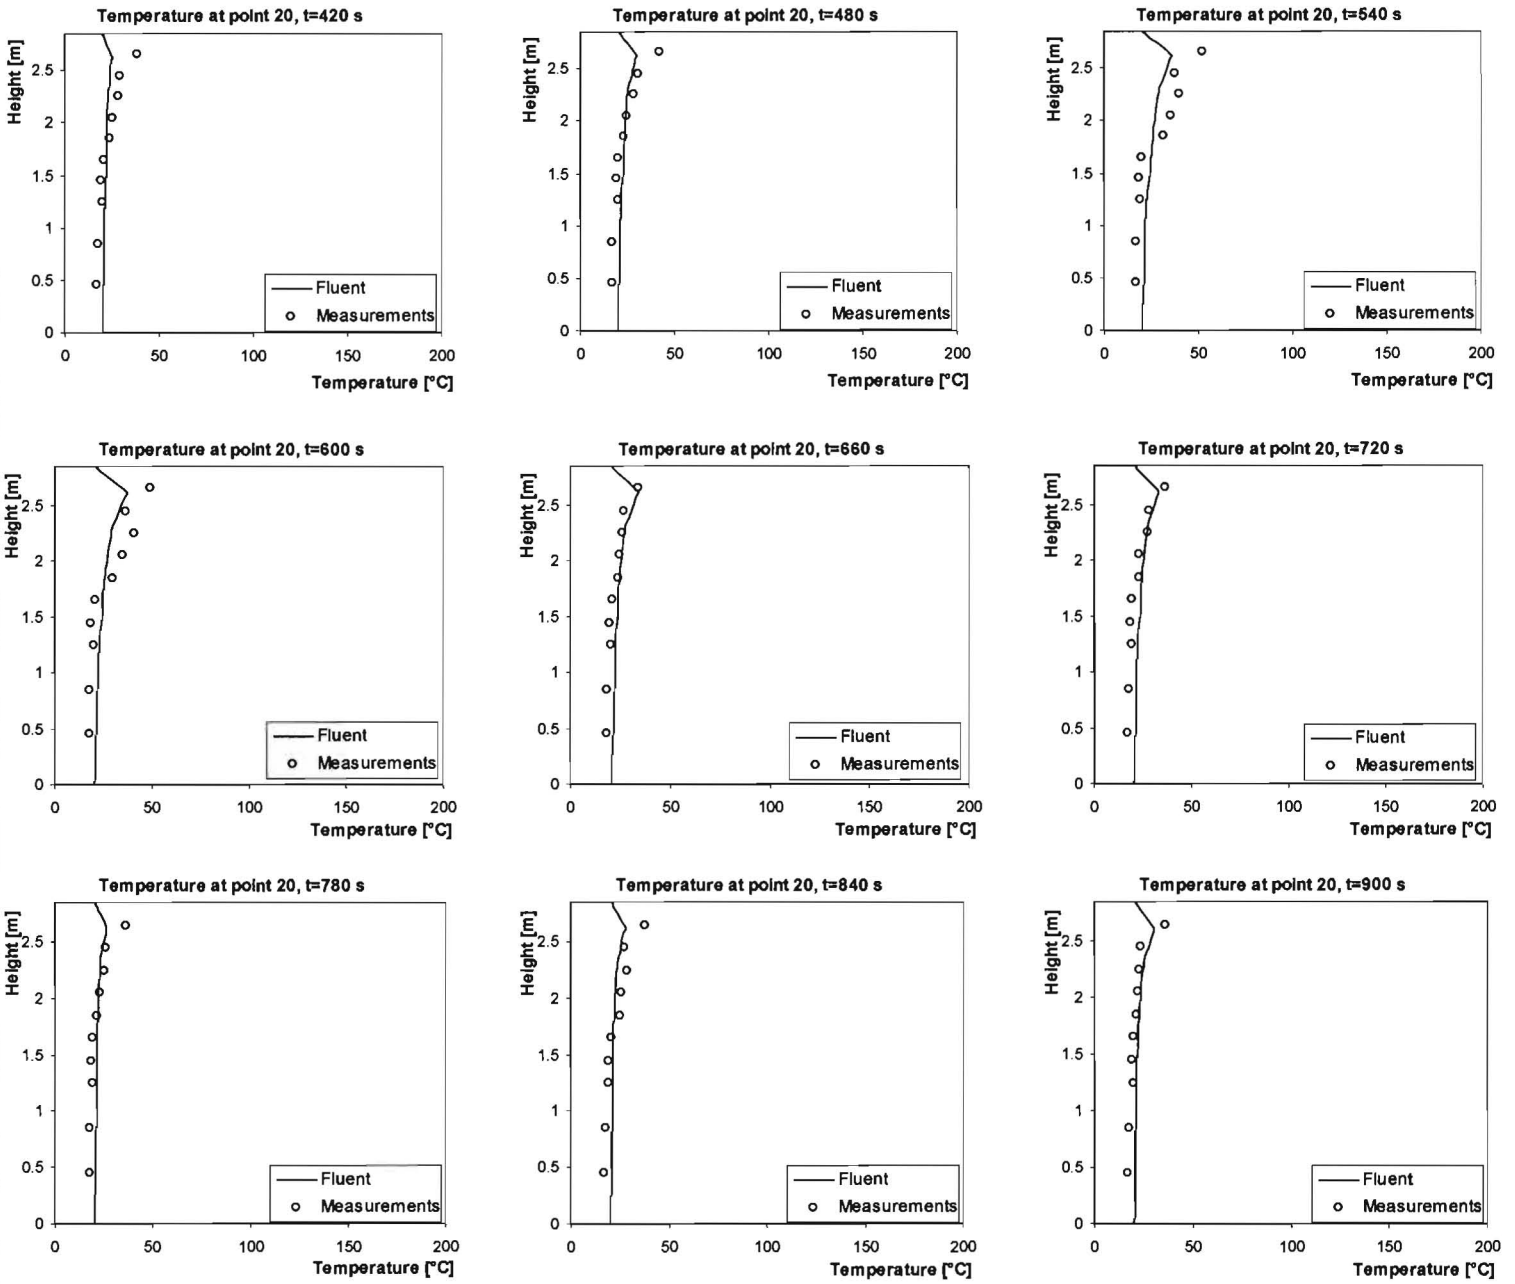 Temperature at point 20, t=420 s
Height [m]
2.5
2
1.5
1
0.5
0
Fluent
Measurements
0 50 100 150 200
Temperature [°C]
Temperature at point 20, t=480 s
Height [m]
2.5
2
1.5
1
0.5
0
Fluent
Measurements
0 50 100 150 200
Temperature [°C]
Temperature at point 20, t=540 s
Height [m]
2.5
2
1.5
1
0.5
0
Fluent
Measurements
0 50 100 150 200
Temperature [°C]
Temperature at point 20, t=600 s
Height [m]
2.5
2
1.5
1
0.5
0
Fluent
Measurements
0 50 100 150 200
Temperature [°C]
Temperature at point 20, t=660 s
Height [m]
2.5
2
1.5
1
0.5
0
Fluent
Measurements
0 50 100 150 200
Temperature [°C]
Temperature at point 20, t=720 s
Height [m]
2.5
2
1.5
1
0.5
0
Fluent
Measurements
0 50 100 150 200
Temperature [°C]
Temperature at point 20, t=780 s
Height [m]
2.5
2
1.5
1
0.5
0
Fluent
Measurements
0 50 100 150 200
Temperature [°C]
Temperature at point 20, t=840 s
Height [m]
2.5
2
1.5
1
0.5
0
Fluent
Measurements
0 50 100 150 200
Temperature [°C]
Temperature at point 20, t=900 s
Height [m]
2.5
2
1.5
1
0.5
0
Fluent
Measurements
0 50 100 150 200
Temperature [°C]